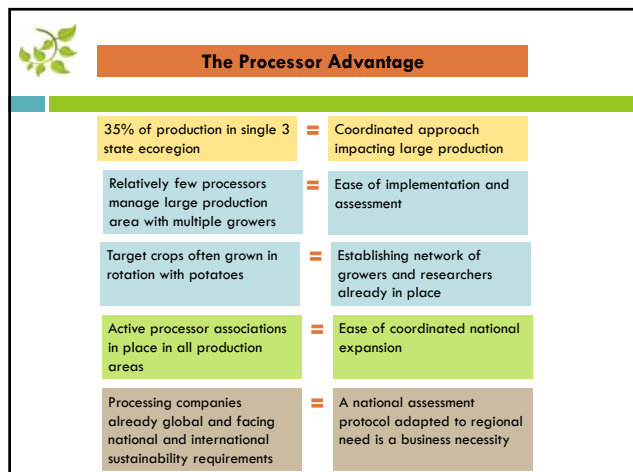 The Processor Advantage
35% of production in single 3
state ecoregion
=
Coordinated approach
impacting large production
Relatively few processors
manage large production
area with multiple growers
=
Ease of implementation and
assessment
Target crops often grown in
rotation with potatoes
=
Establishing network of
growers and researchers
already in place
Active processor associations
in place in all production
areas
=
Ease of coordinated national
expansion
Processing companies
already global and facing
national and international
sustainability requirements
=
A national assessment
protocol adapted to regional
need is a business necessity